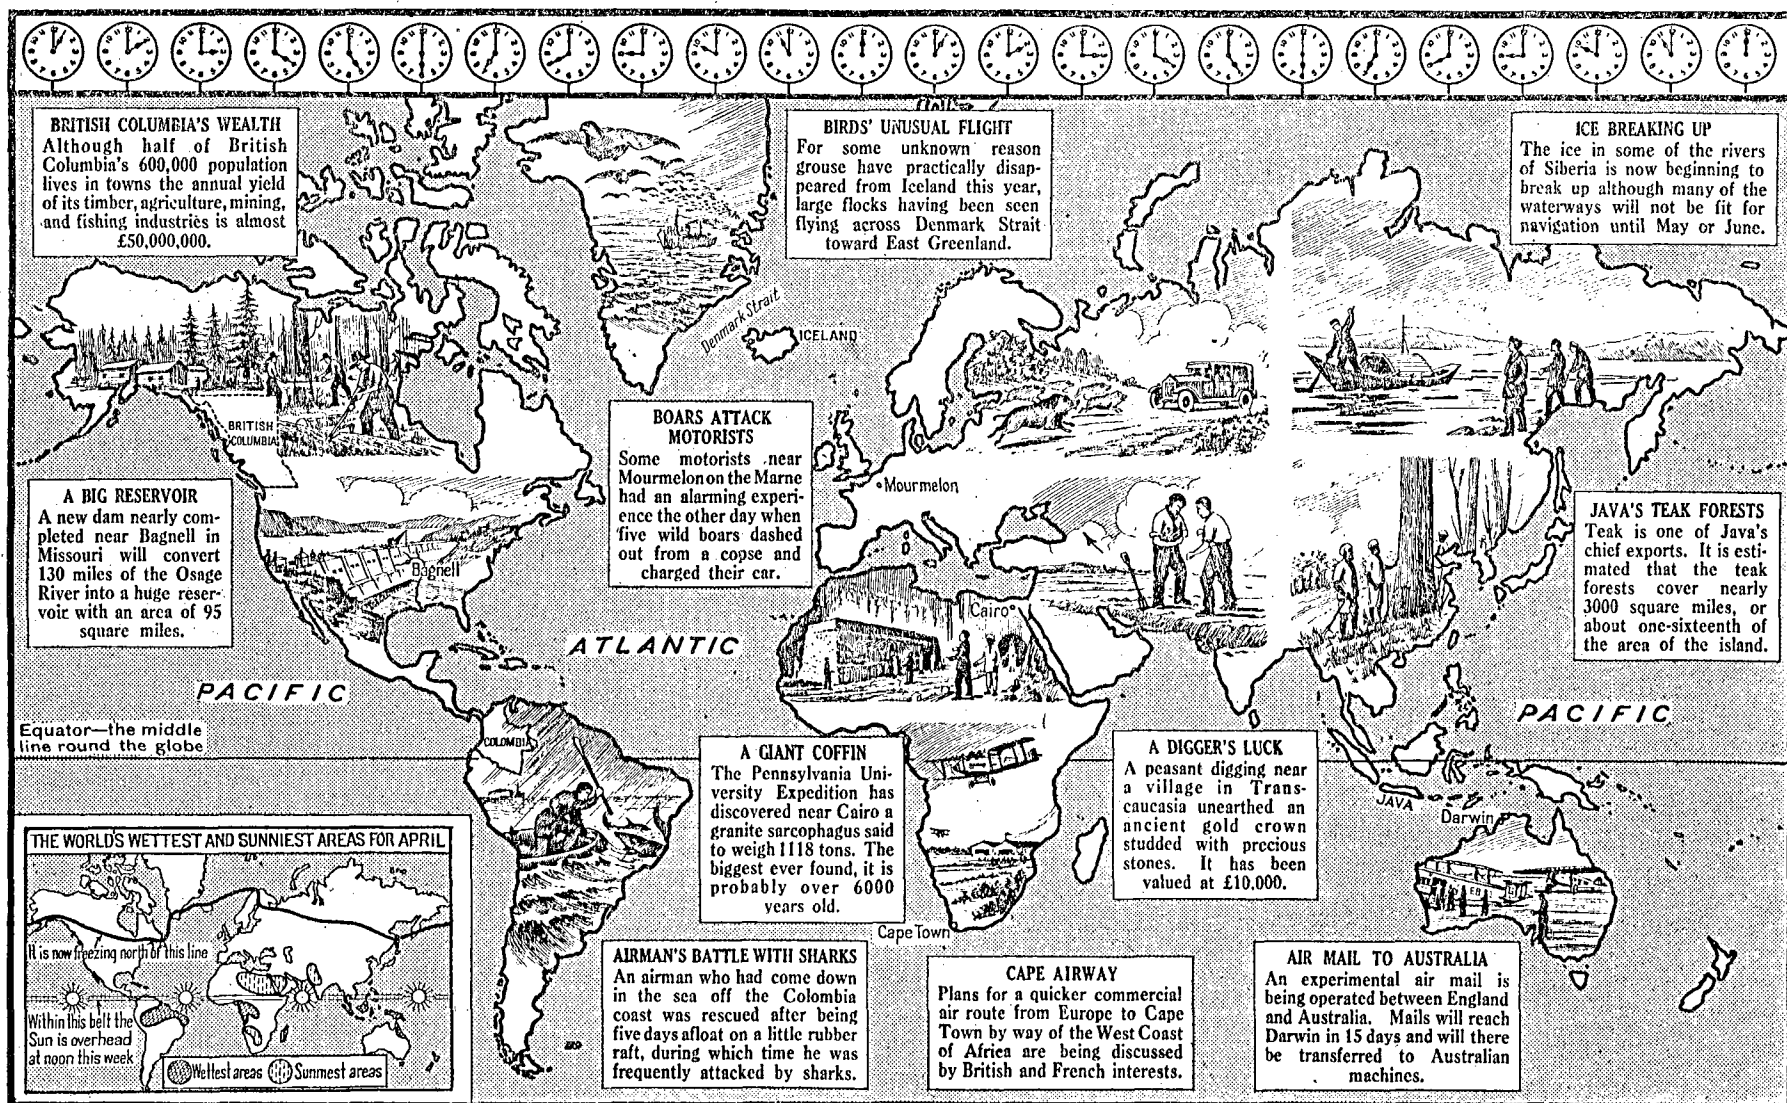 BRITISH COLUMBIA'S WEALTH
Although half of British
Columbia's 600,000 population
lives in towns the annual yield
of its timber, agriculture, mining,
and fishing industries is almost
£50,000,000.
BIRDS' UNUSUAL FLIGHT
For some unknown reason
grouse have practically disap-
peared from Iceland this year,
large flocks having been seen
flying across Denmark Strait
toward East Greenland.
ICE BREAKING UP
The ice in some of the rivers
of Siberia is now beginning to
break up although many of the
waterways will not be fit for
navigation until May or June.
Denmark Strait
ICELAND
BRITISH
COLUMBIA
BOARS ATTACK
MOTORISTS
Some motorists near
Mourmelon on the Marne
had an alarming experi-
ence the other day when
five wild boars dashed
out from a copse and
charged their car.
Mourmelon
A BIG RESERVOIR
A new dam nearly com-
pleted near Bagnell in
Missouri will convert
130 miles of the Osage
River into a huge reser-
voir with an area of 95
square miles.
Bagnell
JAVA'S TEAK FORESTS
Teak is one of Java's
chief exports. It is esti-
mated that the teak
forests cover nearly
3000 square miles, or
about one-sixteenth of
the area of the island.
Cairo
ATLANTIC
PACIFIC
PACIFIC
Equator—the middle
line round the globe
COLOMBIA
A GIANT COFFIN
The Pennsylvania Uni-
versity Expedition has
discovered near Cairo a
granite sarcophagus said
to weigh 1118 tons. The
biggest ever found, it is
probably over 6000
years old.
A DIGGER'S LUCK
A peasant digging near
a village in Trans-
caucasia unearthed an
ancient gold crown
studded with precious
stones. It has been
valued at £10,000.
JAVA
Darwin
THE WORLD'S WETTEST AND SUNNIEST AREAS FOR APRIL
It is now freezing north of this line
Within this belt the
Sun is overhead
at noon this week
Wettest areas
Sunniest areas
Cape Town
AIRMAN'S BATTLE WITH SHARKS
An airman who had come down
in the sea off the Colombia
coast was rescued after being
five days afloat on a little rubber
raft, during which time he was
frequently attacked by sharks.
CAPE AIRWAY
Plans for a quicker commercial
air route from Europe to Cape
Town by way of the West Coast
of Africa are being discussed
by British and French interests.
AIR MAIL TO AUSTRALIA
An experimental air mail is
being operated between England
and Australia. Mails will reach
Darwin in 15 days and will there
be transferred to Australian
machines.